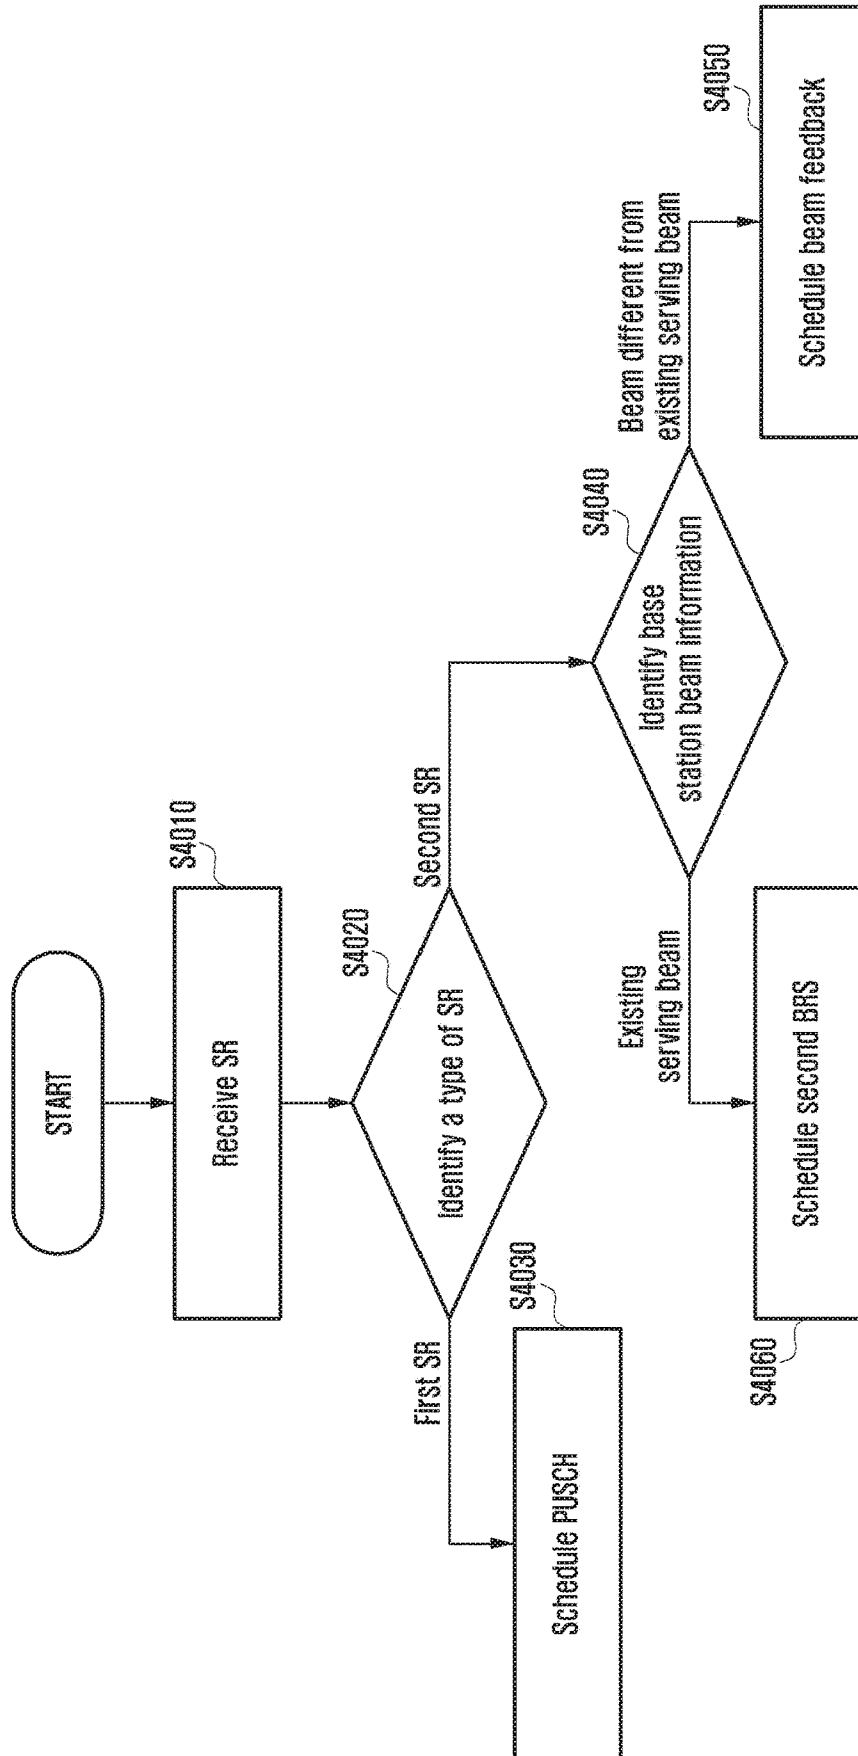 START
S4010
Receive SR
S4020
Identify a type of SR
First SR
Second SR
S4030
Schedule PUSCH
S4040
Identify base
station beam information
Existing
serving beam
Beam different from
existing serving beam
S4060
Schedule second BRS
S4050
Schedule beam feedback